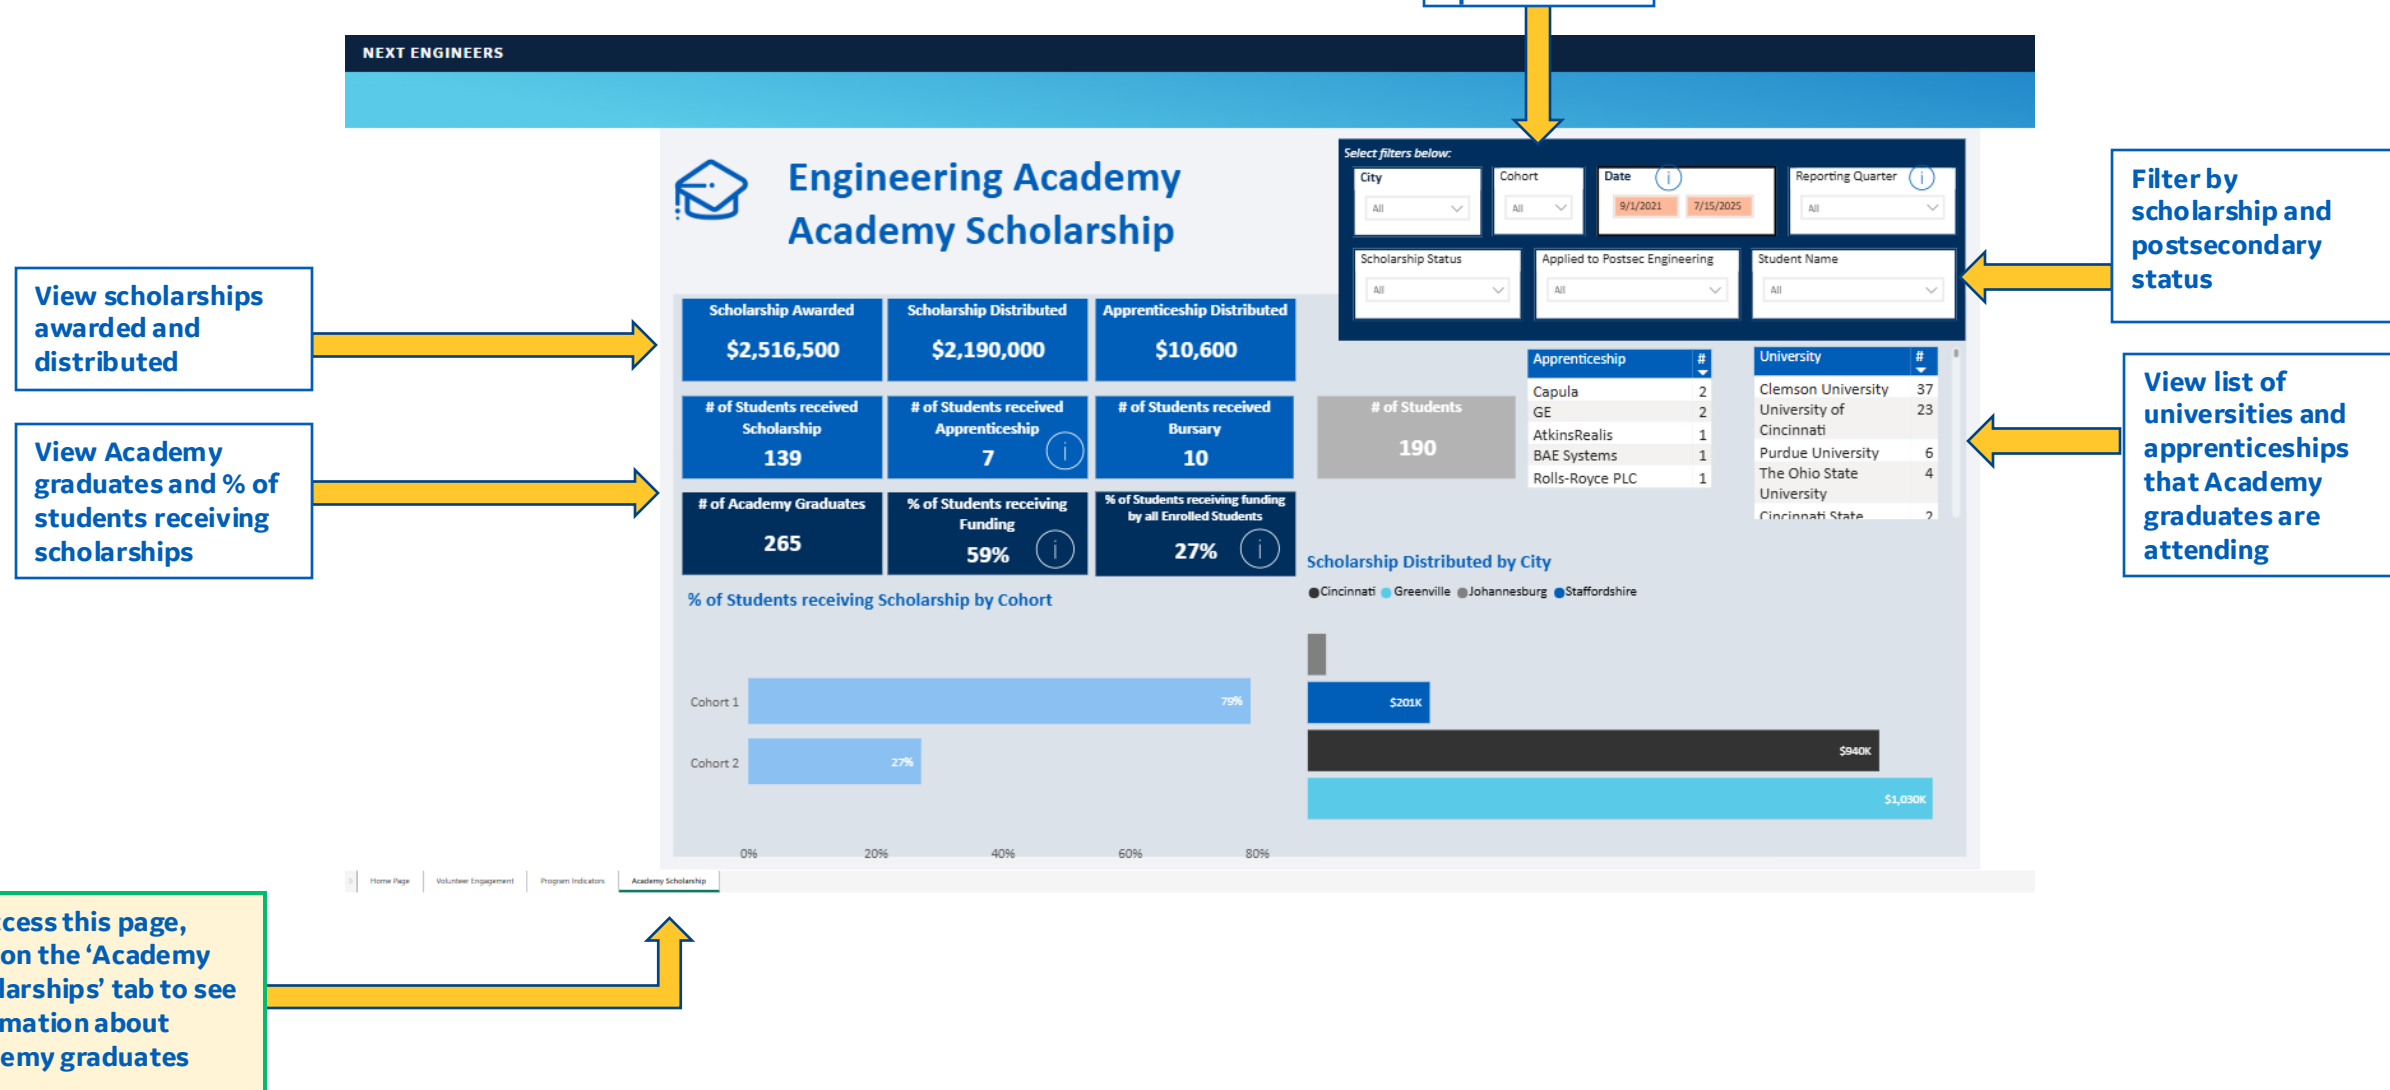 NEXT ENGINEERS
Engineering Academy
Academy Scholarship
Select filters below:
City
All
Cohort
All
Date
9/1/2021
7/15/2025
Reporting Quarter
All
Scholarship Status
All
Applied to Postsec Engineering
All
Student Name
All
Filter by
scholarship and
postsecondary
status
View scholarships
awarded and
distributed
View Academy
graduates and % of
students receiving
scholarships
Scholarship Awarded
$2,516,500
Scholarship Distributed
$2,190,000
Apprenticeship Distributed
$10,600
# of Students received
Scholarship
139
# of Students received
Apprenticeship
7
# of Students received
Bursary
10
# of Academy Graduates
265
% of Students receiving
Funding
59%
% of Students receiving funding
by all Enrolled Students
27%
# of Students
190
Apprenticeship #
Capula 2
GE 2
AtkinsRealis 1
BAE Systems 1
Rolls-Royce PLC 1
University #
Clemson University 37
University of 23
Cincinnati
Purdue University 6
The Ohio State 4
University
Cincinnati State 2
View list of
universities and
apprenticeships
that Academy
graduates are
attending
% of Students receiving Scholarship by Cohort
Cohort 1 79%
Cohort 2 27%
0% 20% 40% 60% 80%
Scholarship Distributed by City
Cincinnati Greenville Johannesburg Staffordshire
$201K
$940K
$1,030K
Home Page Volunteer Engagement Program Indicators Academy Scholarship
this page,
on the ‘Academy
tab to see
about
graduates